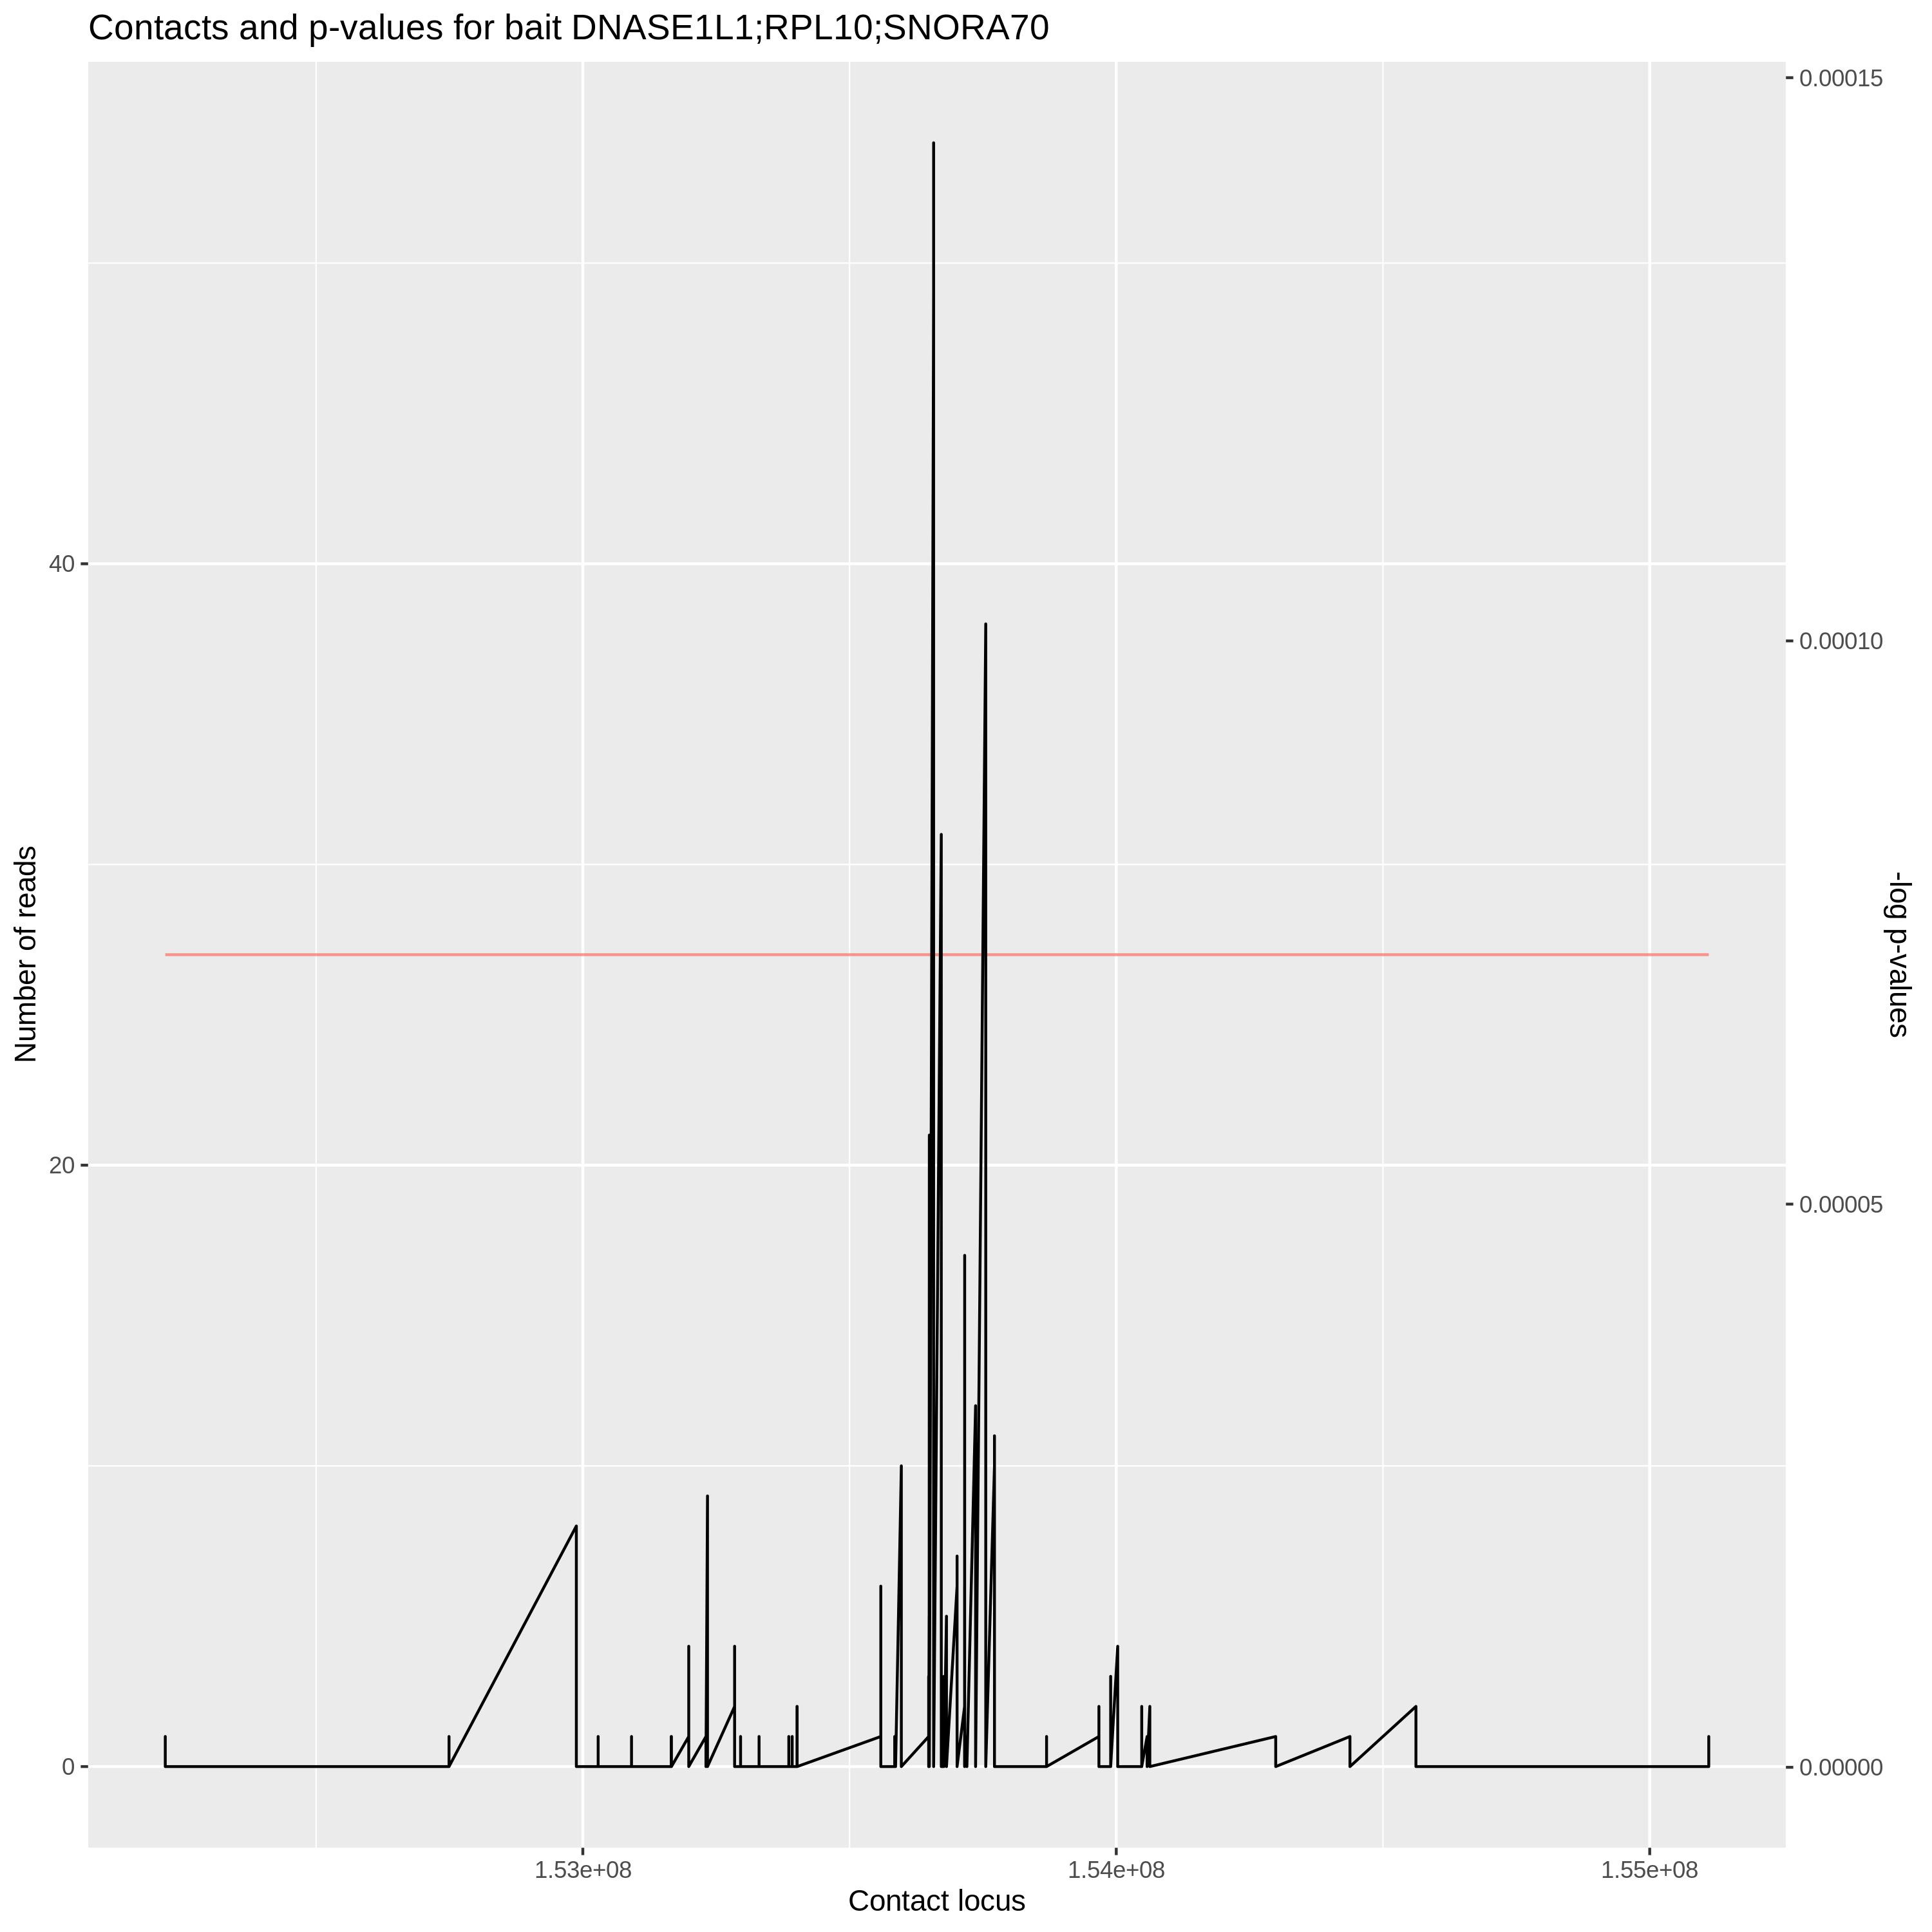 Contacts and p-values for bait DNASE1L1;RPL10;SNORA70
0.00015
40
0.00010
Number of reads
-log p-values
20
0.00005
0
0.00000
1.53e+08
1.54e+08
1.55e+08
Contact locus